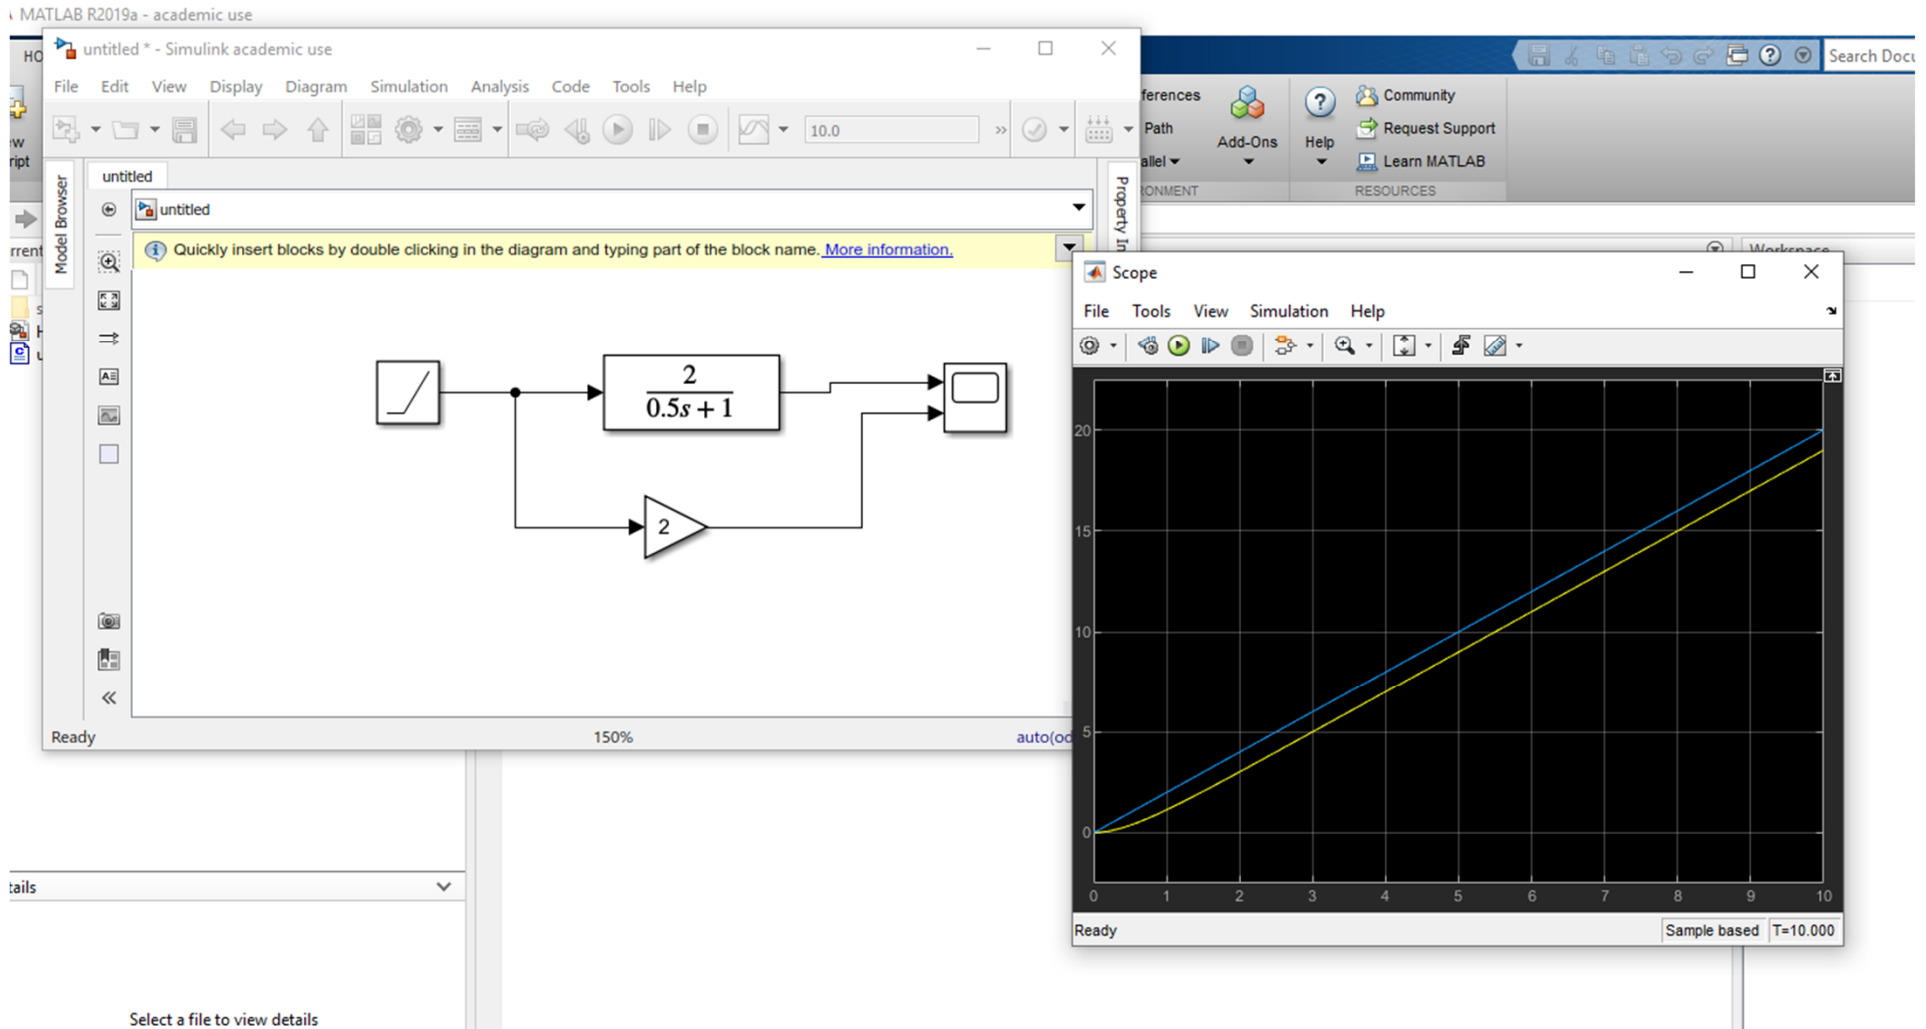 MATLAB R2019a - academic use
untitled * - Simulink academic use
HO
Search Docu
File Edit View Display Diagram Simulation Analysis Code Tools Help
ferences
Community
Path
Request Support
Add-Ons
Help
allel
Learn MATLAB
w
ript
10.0
»
RONMENT
RESOURCES
untitled
Model Browser
untitled
Property In
rrent
Quickly insert blocks by double clicking in the diagram and typing part of the block name. More information.
Workspace
Scope
File Tools View Simulation Help
s
H
u
2
0.5s + 1
2
20
15
10
5
0
0 1 2 3 4 5 6 7 8 9 10
Ready
150%
auto(od
Ready
Sample based
T=10.000
tails
Select a file to view details